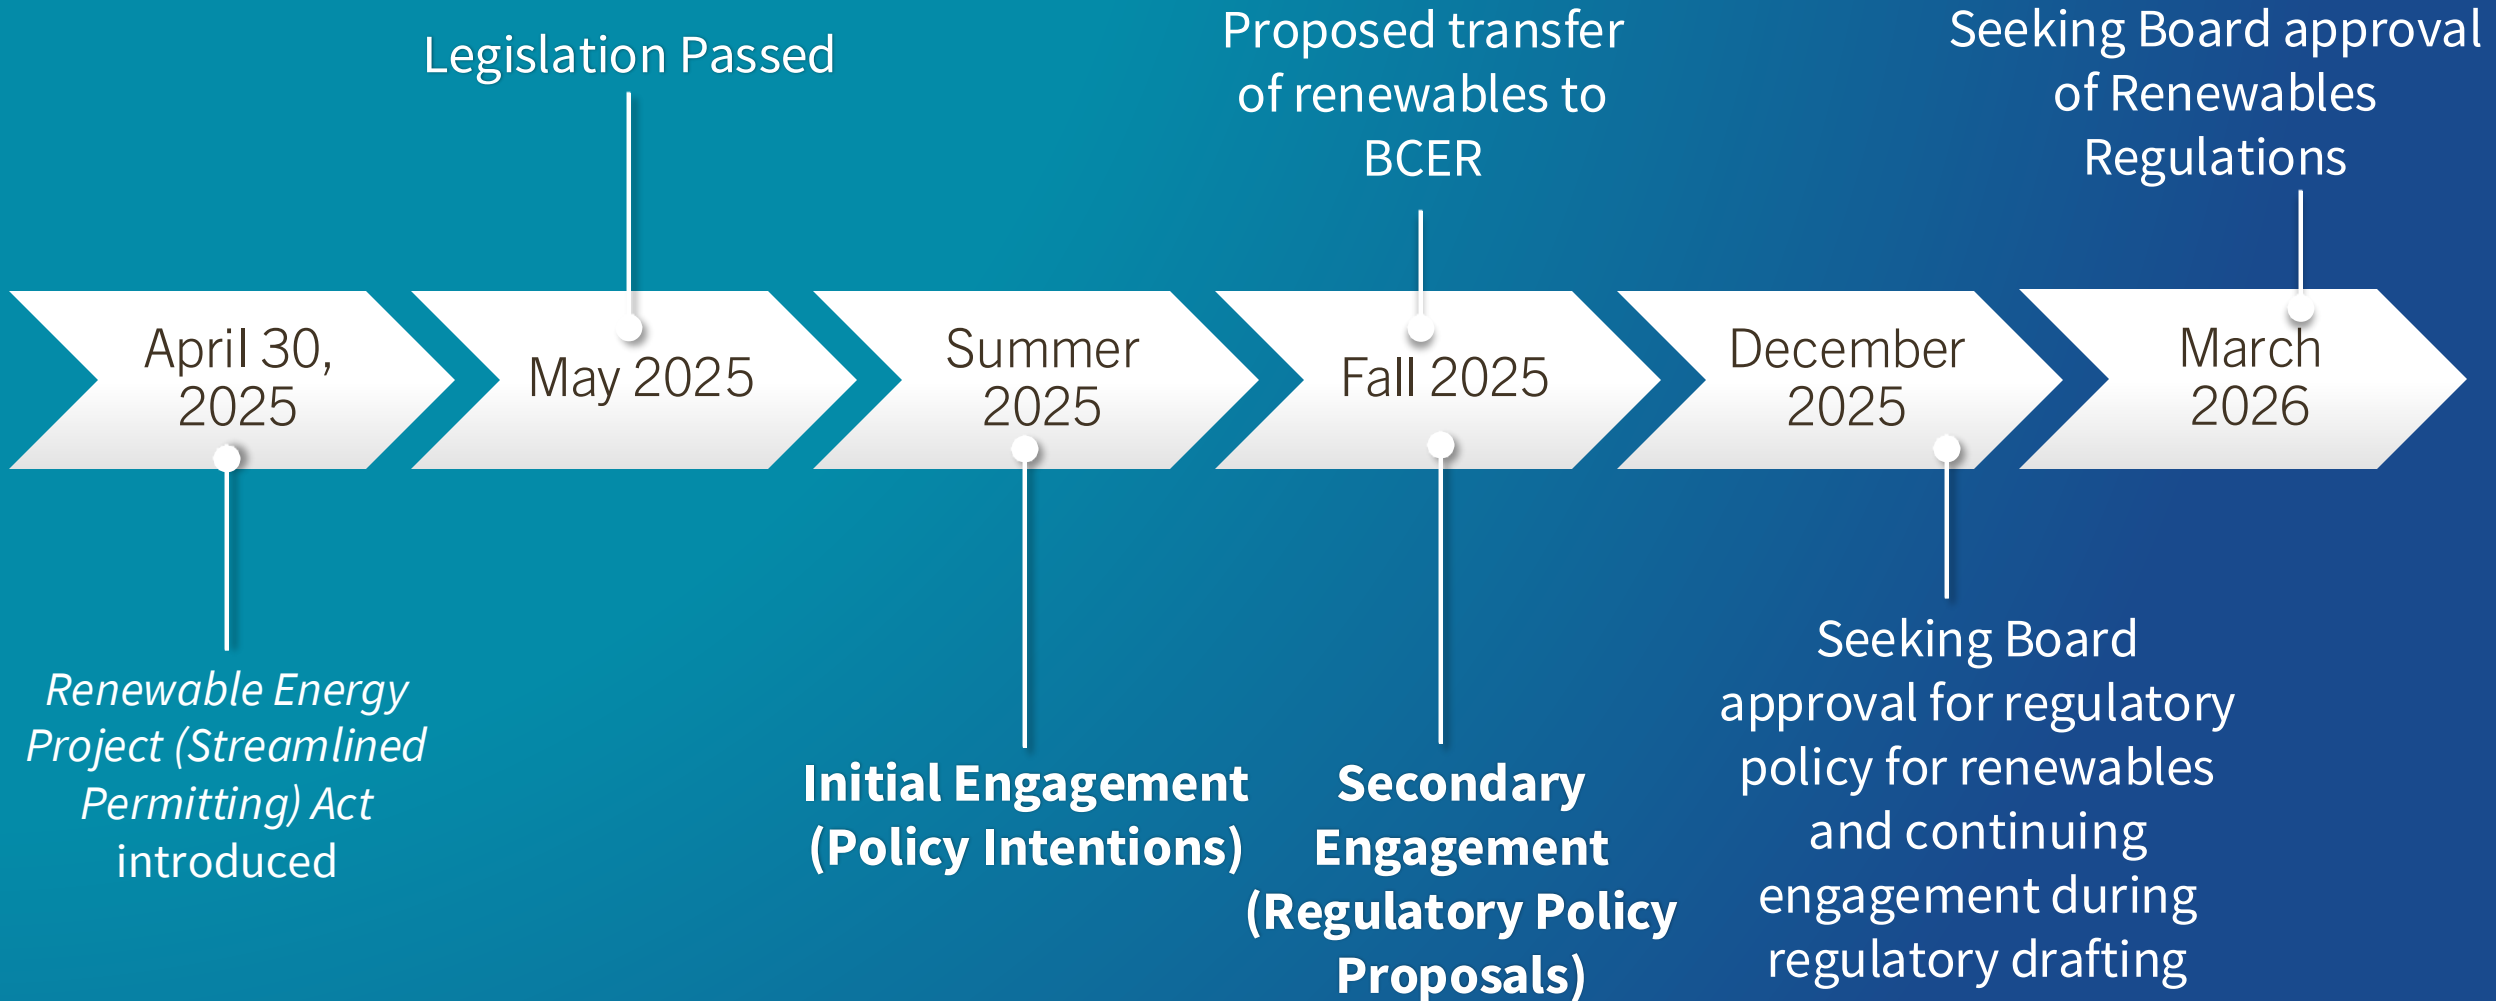 Legislation Passed
Proposed transfer
of renewables to
BCER
Seeking Board approval
of Renewables
Regulations
April 30,
2025
May 2025
Summer
2025
Fall 2025
December
2025
March
2026
Renewable Energy
Project (Streamlined
Permitting) Act
introduced
Initial Engagement
(Policy Intentions)
Secondary
Engagement
(Regulatory Policy
Proposals)
Seeking Board
approval for regulatory
policy for renewables
and continuing
engagement during
regulatory drafting